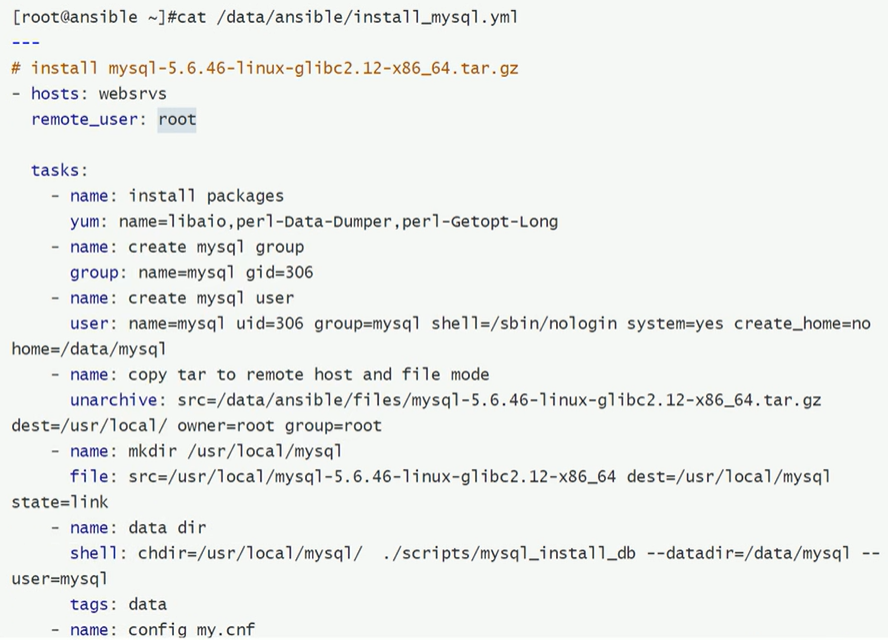 [root@ansible ~]#cat /data/ansible/install_mysql.yml
---
# install mysql-5.6.46-linux-glibc2.12-x86_64.tar.gz
- hosts: websrvs
  remote_user: root

  tasks:
    - name: install packages
      yum: name=libaio,perl-Data-Dumper,perl-Getopt-Long
    - name: create mysql group
      group: name=mysql gid=306
    - name: create mysql user
      user: name=mysql uid=306 group=mysql shell=/sbin/nologin system=yes create_home=no
home=/data/mysql
    - name: copy tar to remote host and file mode
      unarchive: src=/data/ansible/files/mysql-5.6.46-linux-glibc2.12-x86_64.tar.gz
dest=/usr/local/ owner=root group=root
    - name: mkdir /usr/local/mysql
      file: src=/usr/local/mysql-5.6.46-linux-glibc2.12-x86_64 dest=/usr/local/mysql
state=link
    - name: data dir
      shell: chdir=/usr/local/mysql/  ./scripts/mysql_install_db --datadir=/data/mysql --
user=mysql
      tags: data
    - name: config my.cnf